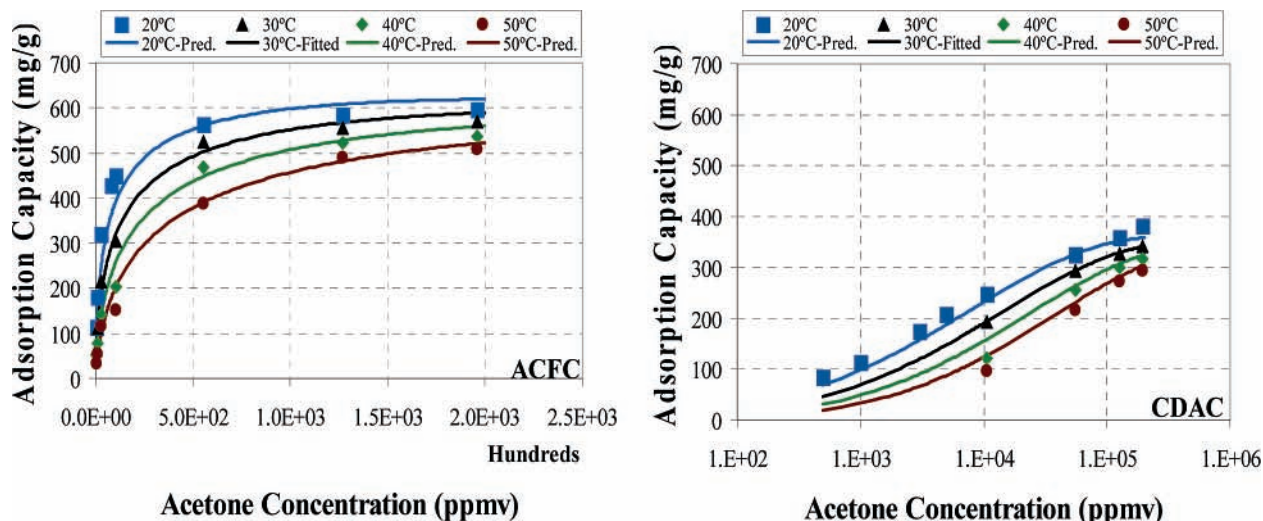 20ºC 30ºC 40ºC 50ºC
20ºC-Pred. 30ºC-Fitted 40ºC-Pred. 50ºC-Pred.
Adsorption Capacity (mg/g)
700
600
500
400
300
200
100
0
ACFC
0.0E+00 5.0E+02 1.0E+03 1.5E+03 2.0E+03 2.5E+03
Hundreds
Acetone Concentration (ppmv)
20ºC 30ºC 40ºC 50ºC
20ºC-Pred. 30ºC-Fitted 40ºC-Pred. 50ºC-Pred.
Adsorption Capacity (mg/g)
700
600
500
400
300
200
100
0
CDAC
1.E+02 1.E+03 1.E+04 1.E+05 1.E+06
Acetone Concentration (ppmv)